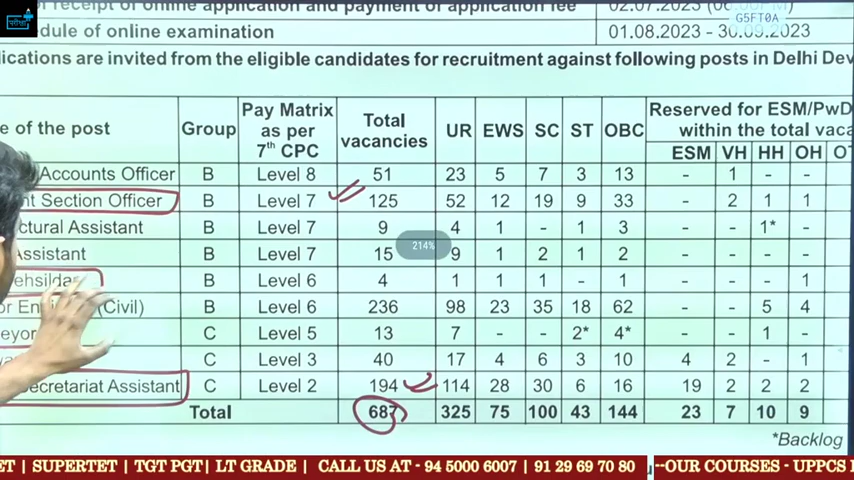 परीक्षा
of receipt of online application and payment of application fee 02.07.2023
G5FT0A
dule of online examination 01.08.2023 - 30.09.2023
ications are invited from the eligible candidates for recruitment against following posts in Delhi Dev
e of the post Group Pay Matrix as per 7th CPC Total vacancies UR EWS SC ST OBC Reserved for ESM/PwD within the total vaca
ESM VH HH OH OT
Accounts Officer B Level 8 51 23 5 7 3 13 - 1 - -
nt Section Officer B Level 7 125 52 12 19 9 33 - 2 1 1
ctural Assistant B Level 7 9 4 1 - 1 3 - - 1* -
Assistant B Level 7 15 9 1 2 1 2 - - - -
214%
ehsilda B Level 6 4 1 1 1 - 1 - - - 1
or En (Civil) B Level 6 236 98 23 35 18 62 - - 5 4
eyor C Level 5 13 7 - - 2* 4* - - 1 -
C Level 3 40 17 4 6 3 10 4 2 - 1
ecretariat Assistant C Level 2 194 114 28 30 6 16 19 2 2 2
Total 687 325 75 100 43 144 23 7 10 9
*Backlog
ET | SUPERTET | TGT PGT| LT GRADE | CALL US AT - 94 5000 6007 | 91 29 69 70 80 --OUR COURSES - UPPCS